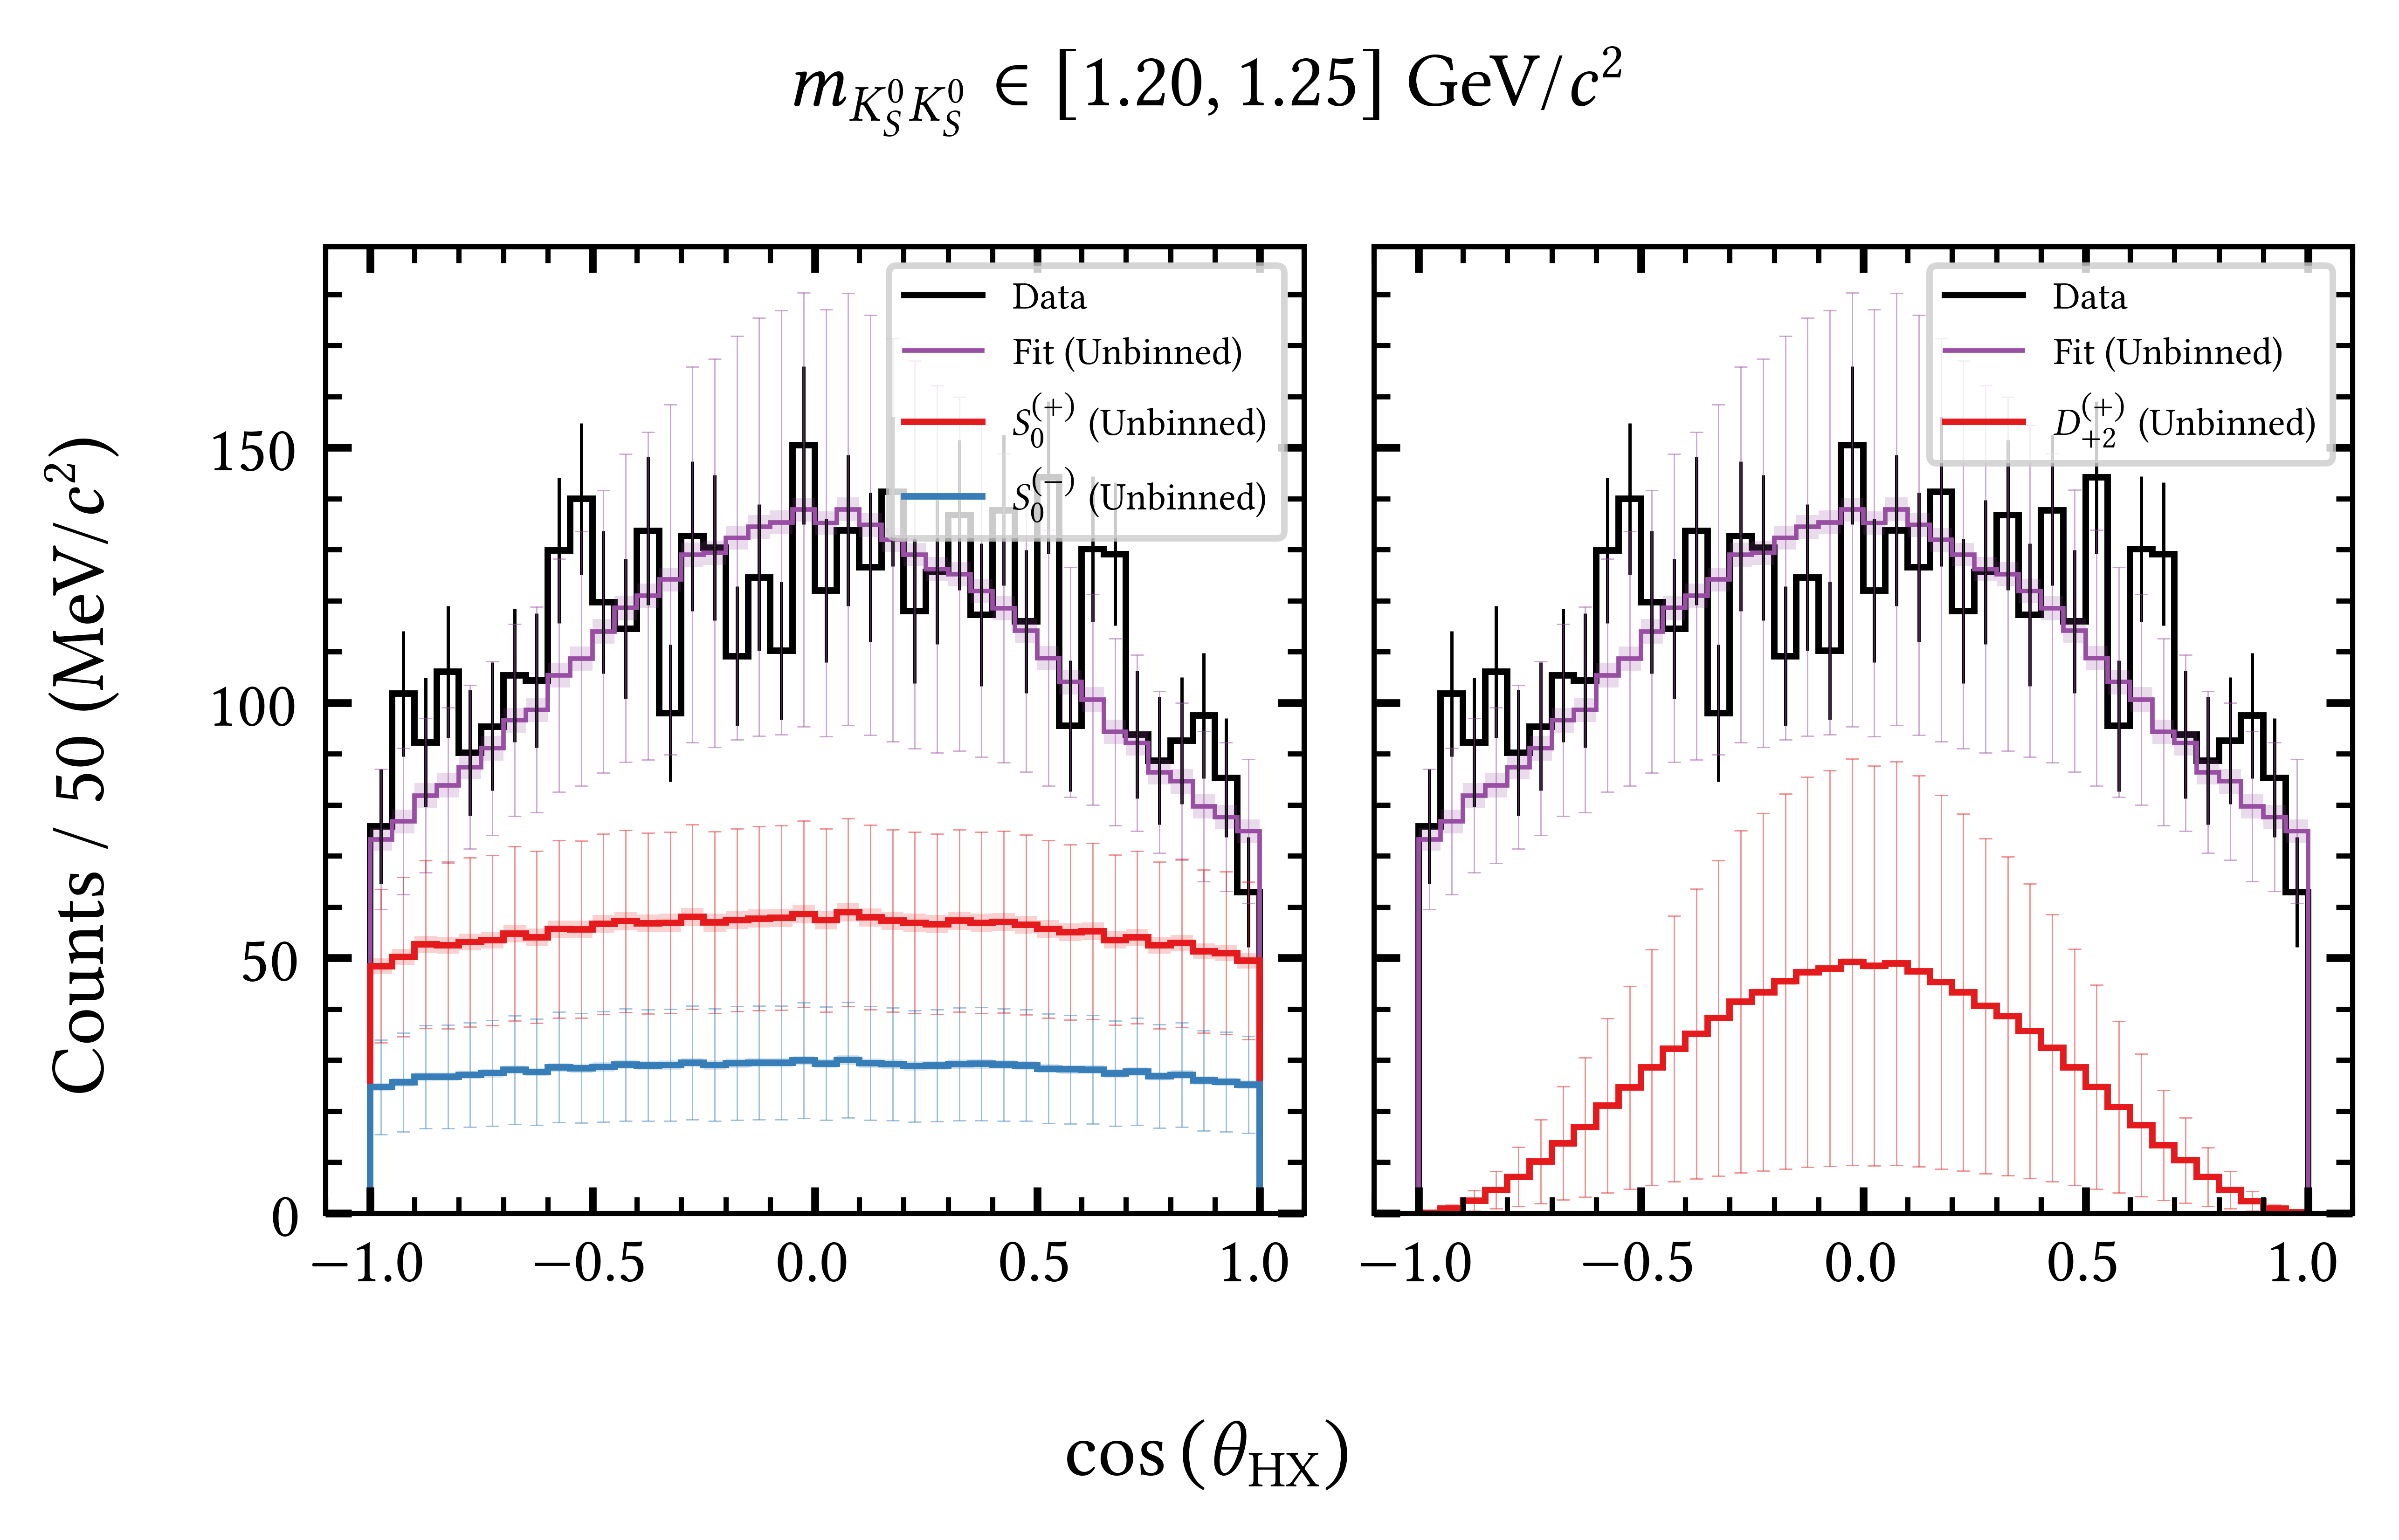 m_{K_S^0 K_S^0} ∈ [1.20, 1.25] GeV/c²
Counts / 50 (MeV/c²)
150
100
50
0
Data
Fit (Unbinned)
S_0^{(+)} (Unbinned)
S_0^{(−)} (Unbinned)
−1.0 −0.5 0.0 0.5 1.0
Data
Fit (Unbinned)
D_{+2}^{(+)} (Unbinned)
−1.0 −0.5 0.0 0.5 1.0
cos (θ_{HX})